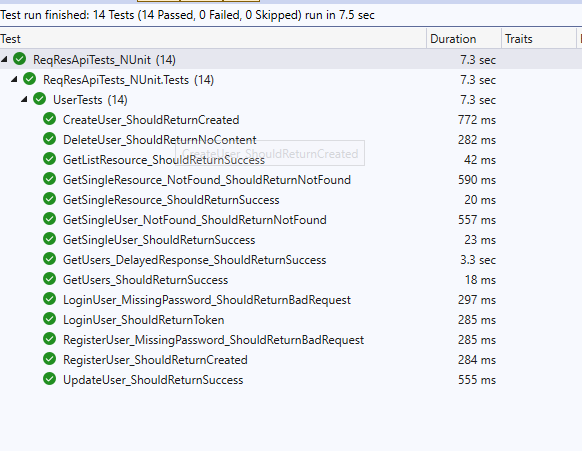 Test run finished: 14 Tests (14 Passed, 0 Failed, 0 Skipped) run in 7.5 sec
Test Duration Traits
ReqResApiTests_NUnit (14) 7.3 sec
ReqResApiTests_NUnit.Tests (14) 7.3 sec
UserTests (14) 7.3 sec
CreateUser_ShouldReturnCreated 772 ms
DeleteUser_ShouldReturnNoContent 282 ms
CreateUser_ShouldReturnCreated
GetListResource_ShouldReturnSuccess 42 ms
GetSingleResource_NotFound_ShouldReturnNotFound 590 ms
GetSingleResource_ShouldReturnSuccess 20 ms
GetSingleUser_NotFound_ShouldReturnNotFound 557 ms
GetSingleUser_ShouldReturnSuccess 23 ms
GetUsers_DelayedResponse_ShouldReturnSuccess 3.3 sec
GetUsers_ShouldReturnSuccess 18 ms
LoginUser_MissingPassword_ShouldReturnBadRequest 297 ms
LoginUser_ShouldReturnToken 285 ms
RegisterUser_MissingPassword_ShouldReturnBadRequest 285 ms
RegisterUser_ShouldReturnCreated 284 ms
UpdateUser_ShouldReturnSuccess 555 ms